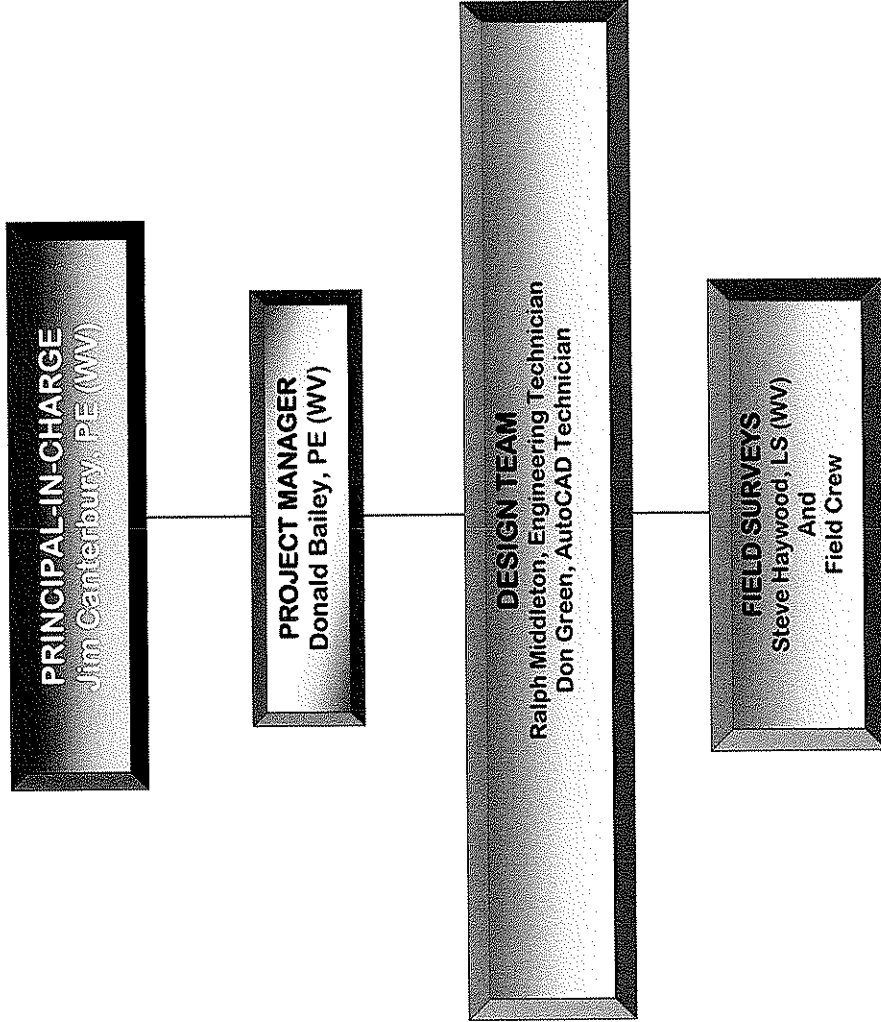 PRINCIPAL-IN-CHARGE
Jim Canterbury, PE (WV)
PROJECT MANAGER
Donald Bailey, PE (WV)
DESIGN TEAM
Ralph Middleton, Engineering Technician
Don Green, AutoCAD Technician
FIELD SURVEYS
Steve Haywood, LS (WV)
And
Field Crew